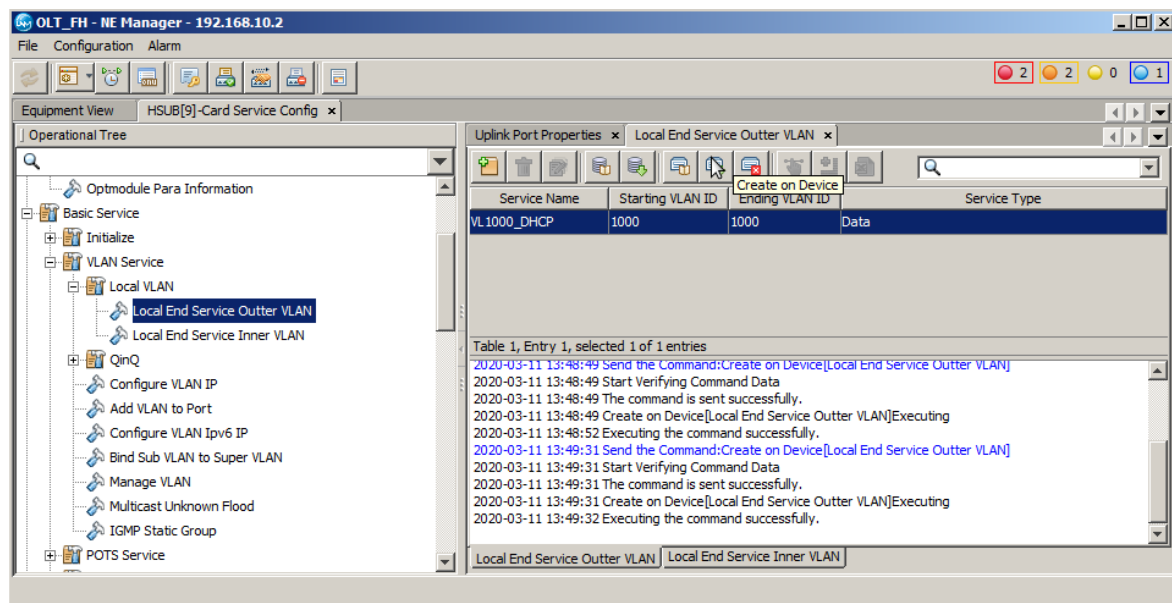 OLT_FH - NE Manager - 192.168.10.2
File Configuration Alarm
2 2 0 1
Equipment View HSUB[9]-Card Service Config
Operational Tree
Optmodule Para Information
Basic Service
Initialize
VLAN Service
Local VLAN
Local End Service Outter VLAN
Local End Service Inner VLAN
QinQ
Configure VLAN IP
Add VLAN to Port
Configure VLAN Ipv6 IP
Bind Sub VLAN to Super VLAN
Manage VLAN
Multicast Unknown Flood
IGMP Static Group
POTS Service
Uplink Port Properties Local End Service Outter VLAN
Create on Device
Service Name Starting VLAN ID Ending VLAN ID Service Type
VL1000_DHCP 1000 1000 Data
Table 1, Entry 1, selected 1 of 1 entries
2020-03-11 13:48:49 Send the Command:Create on Device[Local End Service Outter VLAN]
2020-03-11 13:48:49 Start Verifying Command Data
2020-03-11 13:48:49 The command is sent successfully.
2020-03-11 13:48:49 Create on Device[Local End Service Outter VLAN]Executing
2020-03-11 13:48:52 Executing the command successfully.
2020-03-11 13:49:31 Send the Command:Create on Device[Local End Service Outter VLAN]
2020-03-11 13:49:31 Start Verifying Command Data
2020-03-11 13:49:31 The command is sent successfully.
2020-03-11 13:49:31 Create on Device[Local End Service Outter VLAN]Executing
2020-03-11 13:49:32 Executing the command successfully.
Local End Service Outter VLAN Local End Service Inner VLAN